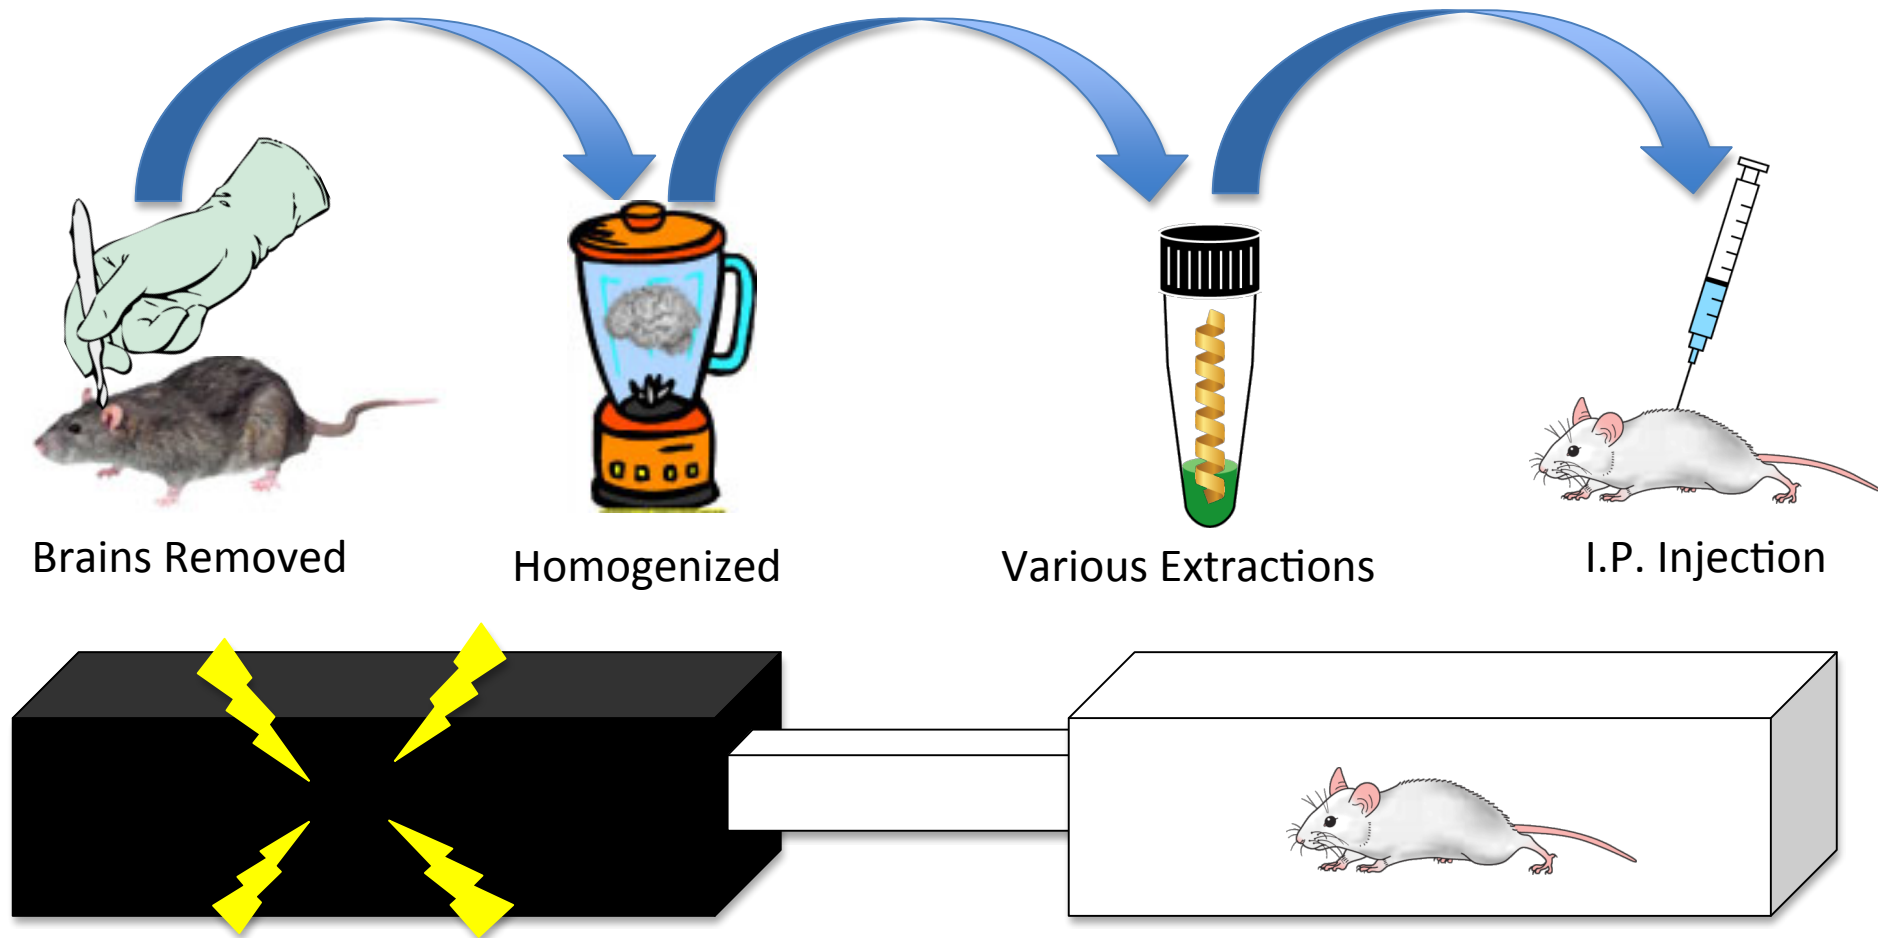 Brains Removed
Homogenized
Various Extractions
I.P. Injection